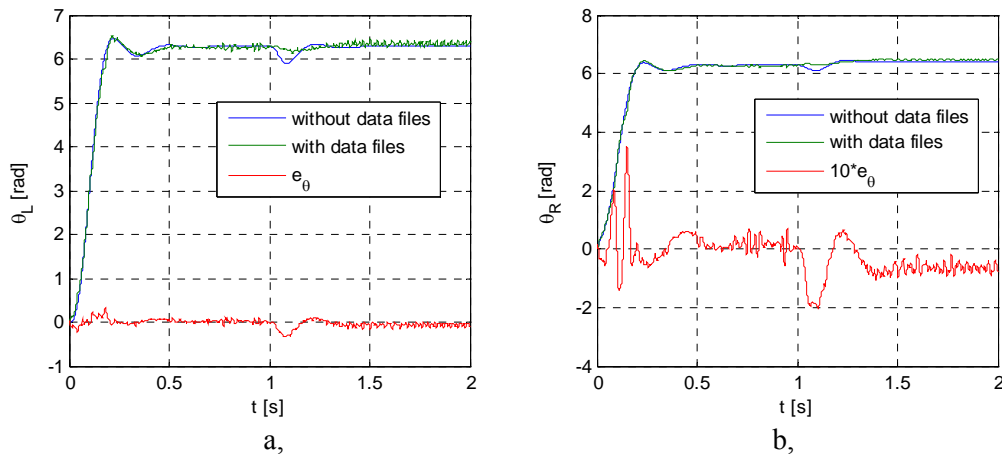 7
6
5
4
3
2
1
0
-1
θL [rad]
without data files
with data files
eθ
0
0.5
1
1.5
2
t [s]
a,
8
6
4
2
0
-2
-4
θR [rad]
without data files
with data files
10*eθ
0
0.5
1
1.5
2
t [s]
b,